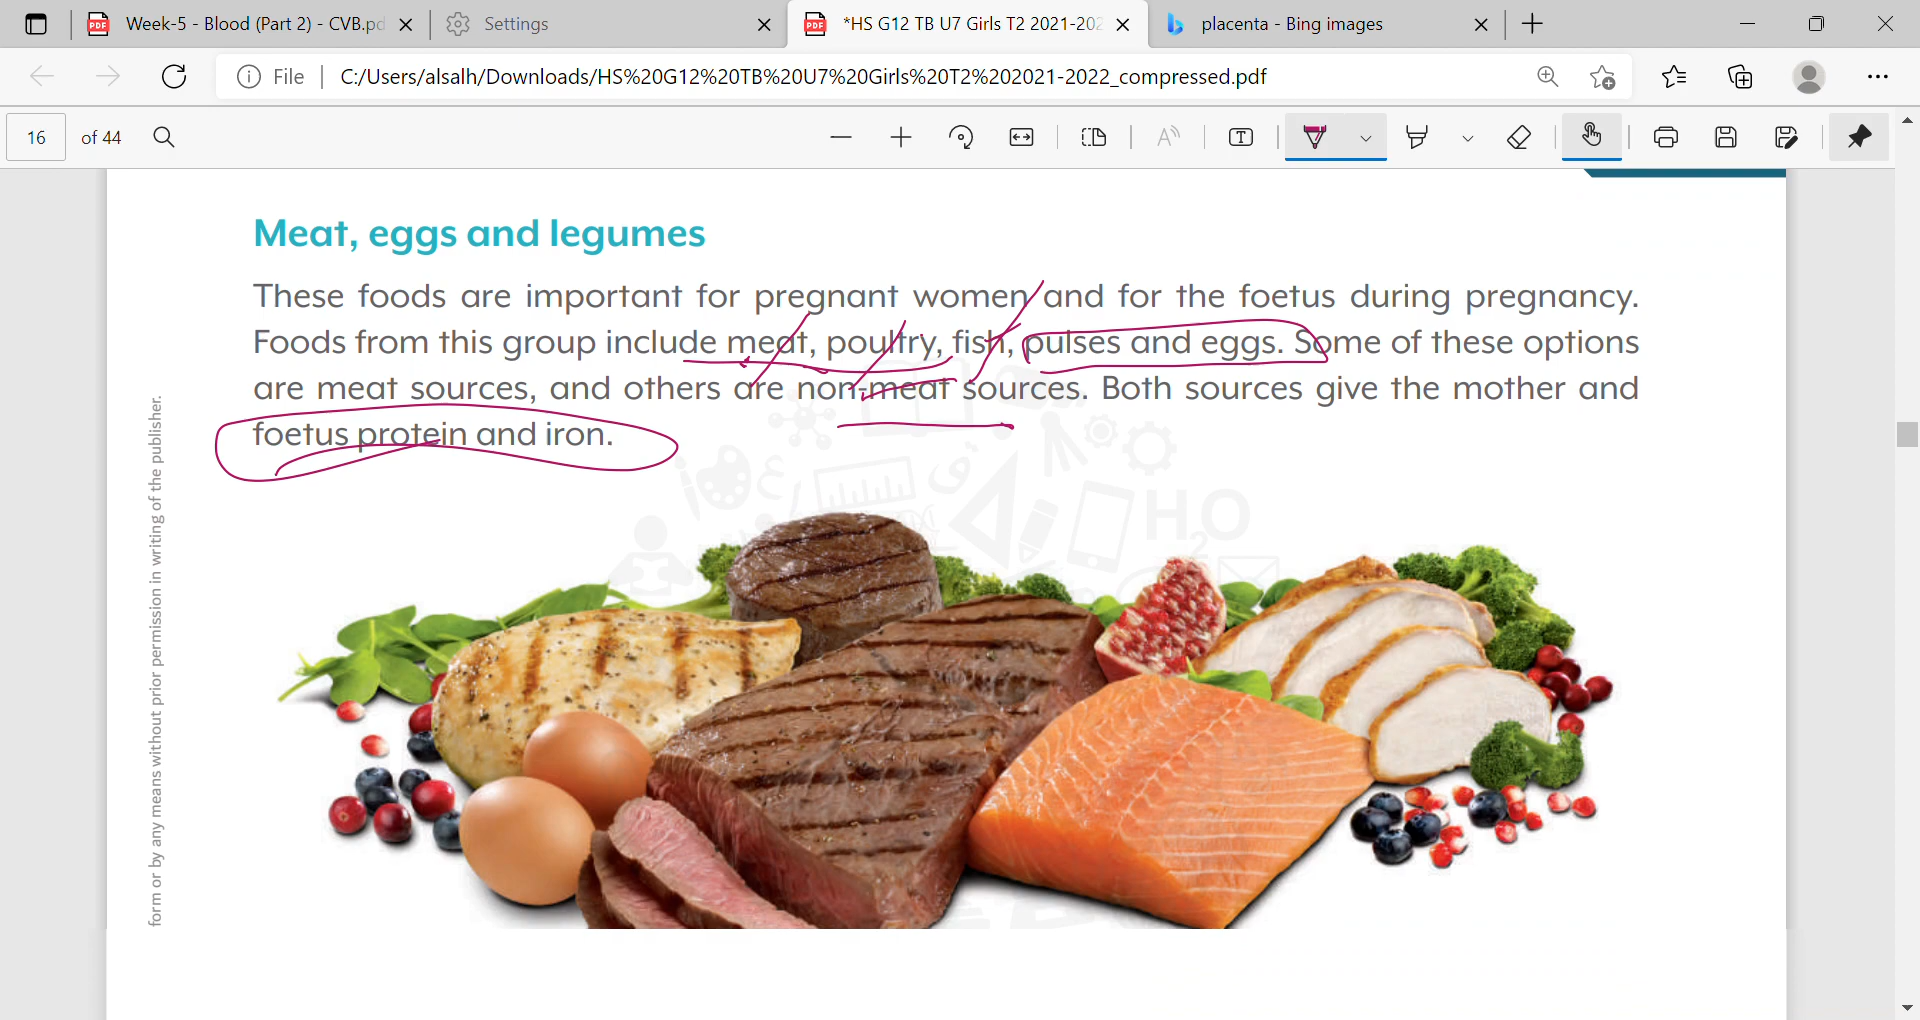 Week-5 - Blood (Part 2) - CVB.pd
Settings
*HS G12 TB U7 Girls T2 2021-202
placenta - Bing images
File
C:/Users/alsalh/Downloads/HS%20G12%20TB%20U7%20Girls%20T2%202021-2022_compressed.pdf
16 of 44
Meat, eggs and legumes
These foods are important for pregnant women and for the foetus during pregnancy.
Foods from this group include meat, poultry, fish, pulses and eggs. Some of these options
are meat sources, and others are non-meat sources. Both sources give the mother and
foetus protein and iron.
form or by any means without prior permission in writing of the publisher.
H2O